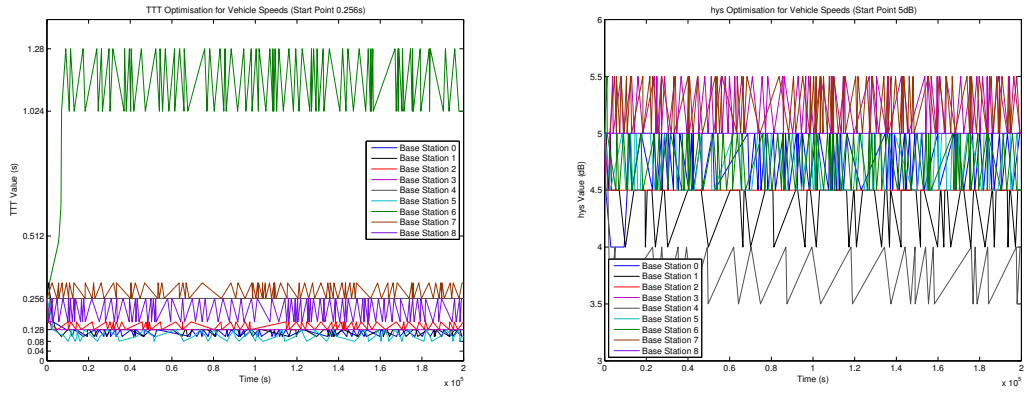 TTT Optimisation for Vehicle Speeds (Start Point 0.256s)
TTT Value (s)
1.28
1.024
0.512
0.256
0.128
0.08
0.04
0
Base Station 0
Base Station 1
Base Station 2
Base Station 3
Base Station 4
Base Station 5
Base Station 6
Base Station 7
Base Station 8
0 0.2 0.4 0.6 0.8 1 1.2 1.4 1.6 1.8 2
Time (s)
x 10^5
hys Optimisation for Vehicle Speeds (Start Point 5dB)
hys Value (dB)
6
5.5
5
4.5
4
3.5
3
Base Station 0
Base Station 1
Base Station 2
Base Station 3
Base Station 4
Base Station 5
Base Station 6
Base Station 7
Base Station 8
0 0.2 0.4 0.6 0.8 1 1.2 1.4 1.6 1.8 2
Time (s)
x 10^5